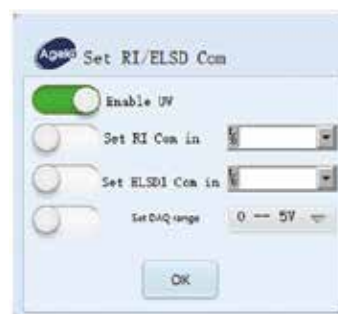 Agela Set RI/ELSD Com
Enable UV
Set RI Com in
Set ELSD1 Com in
Set DAQ range 0 -- 5V
OK